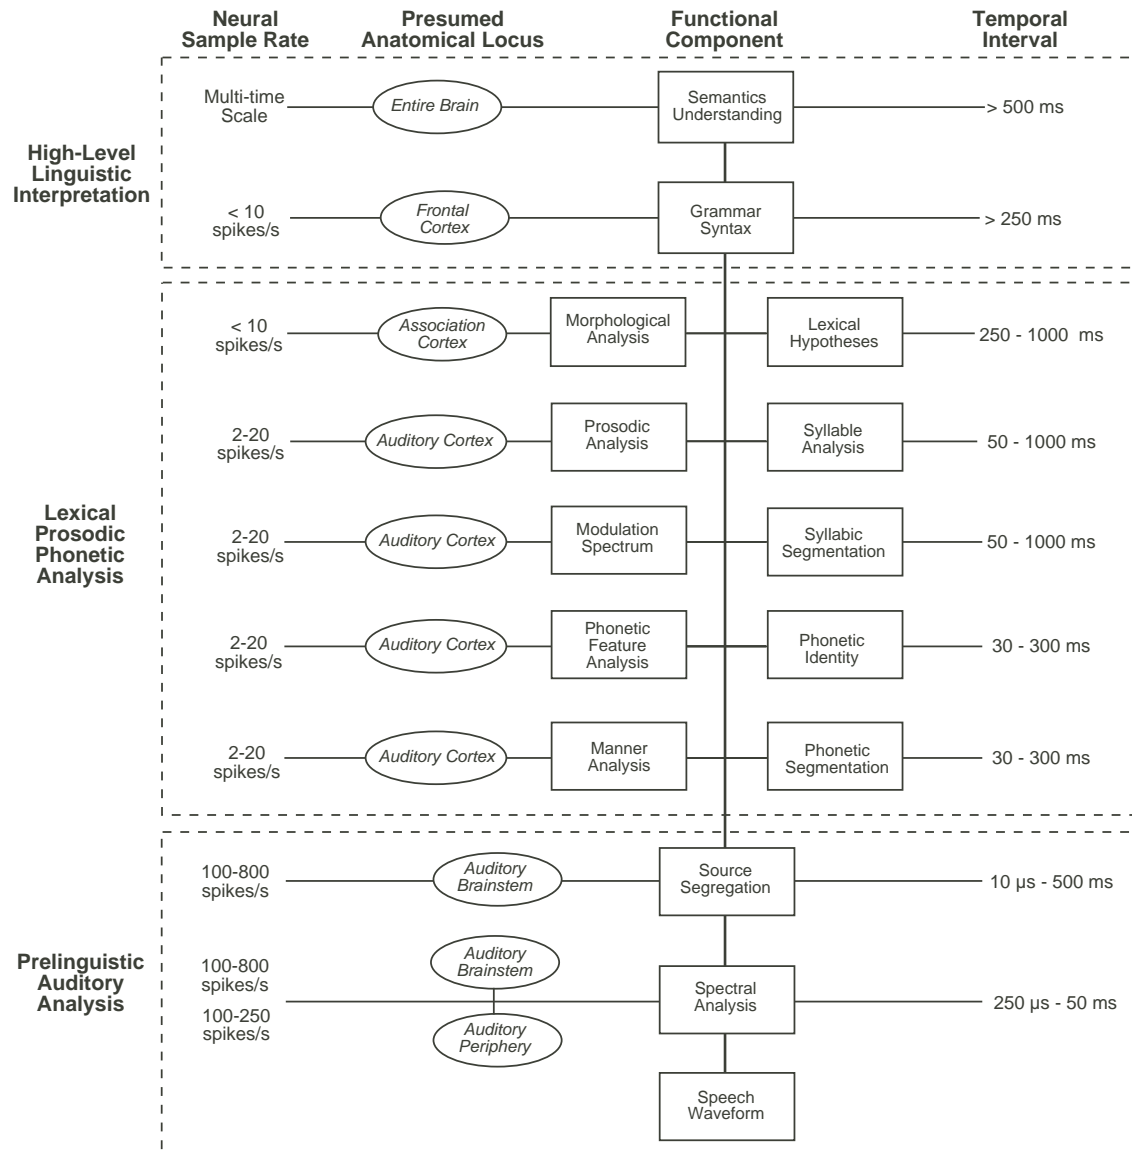 Neural
Sample Rate
Presumed
Anatomical Locus
Functional
Component
Temporal
Interval
High-Level
Linguistic
Interpretation
Multi-time
Scale
Entire Brain
Semantics
Understanding
> 500 ms
< 10
spikes/s
Frontal
Cortex
Grammar
Syntax
> 250 ms
Lexical
Prosodic
Phonetic
Analysis
< 10
spikes/s
Association
Cortex
Morphological
Analysis
Lexical
Hypotheses
250 - 1000 ms
2-20
spikes/s
Auditory Cortex
Prosodic
Analysis
Syllable
Analysis
50 - 1000 ms
2-20
spikes/s
Auditory Cortex
Modulation
Spectrum
Syllabic
Segmentation
50 - 1000 ms
2-20
spikes/s
Auditory Cortex
Phonetic
Feature
Analysis
Phonetic
Identity
30 - 300 ms
2-20
spikes/s
Auditory Cortex
Manner
Analysis
Phonetic
Segmentation
30 - 300 ms
Prelinguistic
Auditory
Analysis
100-800
spikes/s
Auditory
Brainstem
Source
Segregation
10 µs - 500 ms
100-800
spikes/s
100-250
spikes/s
Auditory
Brainstem
Auditory
Periphery
Spectral
Analysis
250 µs - 50 ms
Speech
Waveform